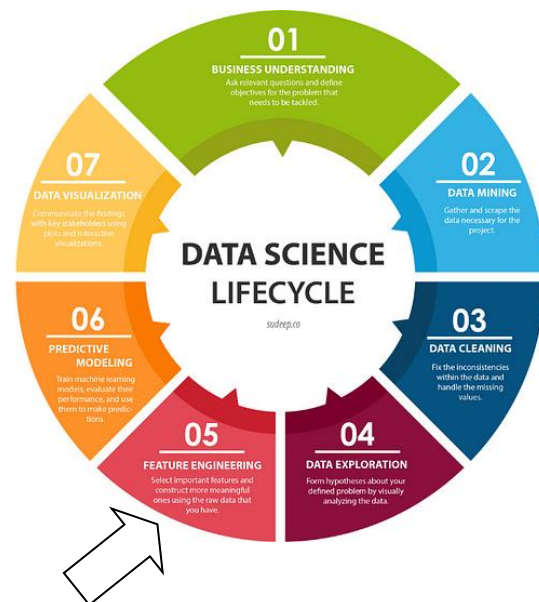 01
BUSINESS UNDERSTANDING
Ask relevant questions and define
objectives for the problem that
needs to be tackled.
02
DATA MINING
Gather and scrape the
data necessary for the
project.
03
DATA CLEANING
Fix the inconsistencies
within the data and
handle the missing
values.
04
DATA EXPLORATION
Form hypotheses about your
defined problem by visually
analyzing the data.
05
FEATURE ENGINEERING
Select important features and
construct more meaningful
ones using the raw data that
you have.
06
PREDICTIVE
MODELING
Train machine learning
models, evaluate their
performance, and use
them to make predic-
tions.
07
DATA VISUALIZATION
Communicate the findings
with key stakeholders using
plots and interactive
visualizations.
DATA SCIENCE
LIFECYCLE
sudeep.co